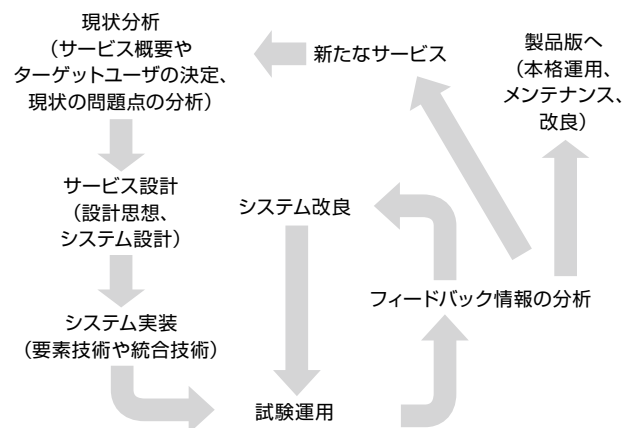 現状分析
（サービス概要や
ターゲットユーザの決定、
現状の問題点の分析）
新たなサービス
製品版へ
（本格運用、
メンテナンス、
改良）
サービス設計
（設計思想、
システム設計）
システム改良
フィードバック情報の分析
システム実装
（要素技術や統合技術）
試験運用